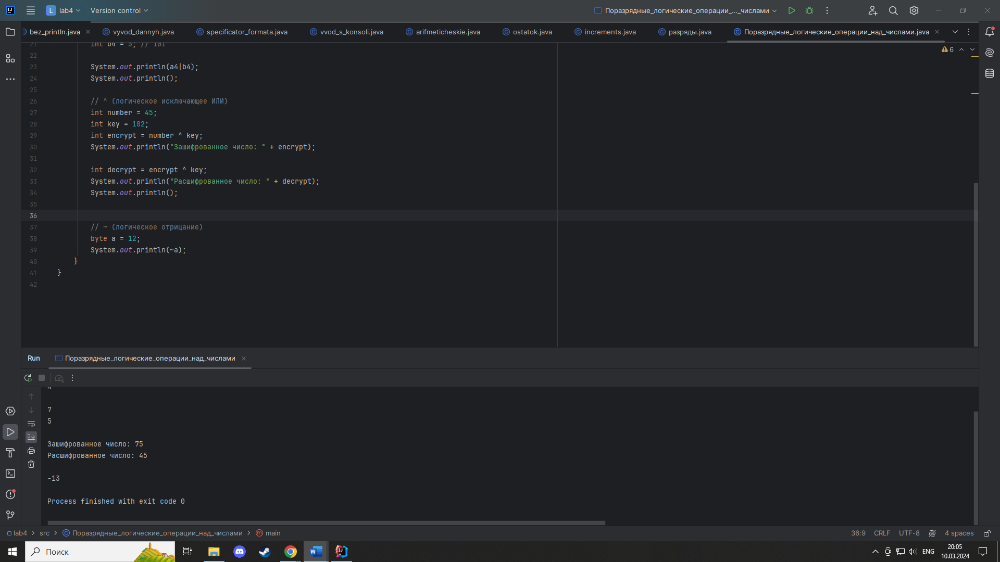 lab4
Version control
Поразрядные_логические_операции_..._числами
bez_println.java
vyvod_dannyh.java
specificator_formata.java
vvod_s_konsoli.java
arifmeticheskie.java
ostatok.java
increments.java
разряды.java
Поразрядные_логические_операции_над_числами.java
6
21 int b4 = 5; // 101
22
23 System.out.println(a4|b4);
24 System.out.println();
25
26 // ^ (логическое исключающее ИЛИ)
27 int number = 45;
28 int key = 102;
29 int encrypt = number ^ key;
30 System.out.println("Зашифрованное число: " + encrypt);
31
32 int decrypt = encrypt ^ key;
33 System.out.println("Расшифрованное число: " + decrypt);
34 System.out.println();
35
36
37 // ~ (логическое отрицание)
38 byte a = 12;
39 System.out.println(~a);
40 }
41 }
42
Run
Поразрядные_логические_операции_над_числами
4
7
5
Зашифрованное число: 75
Расшифрованное число: 45
-13
Process finished with exit code 0
lab4 > src > Поразрядные_логические_операции_над_числами > main
36:9 CRLF UTF-8 4 spaces
Поиск
ENG
20:05
10.03.2024